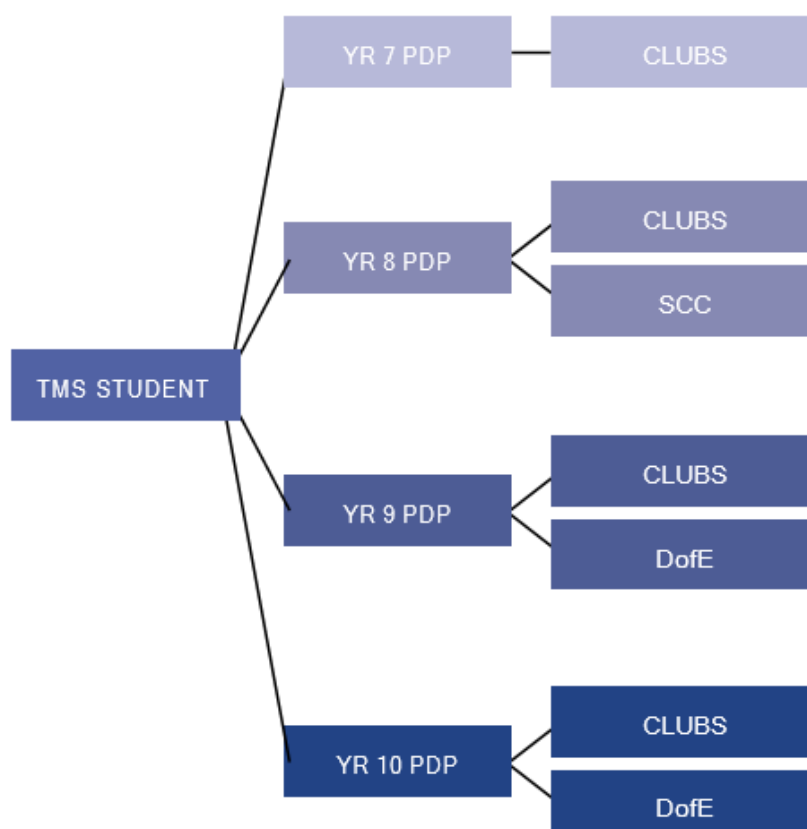 YR 7 PDP
CLUBS
YR 8 PDP
CLUBS
SCC
TMS STUDENT
YR 9 PDP
CLUBS
DofE
YR 10 PDP
CLUBS
DofE